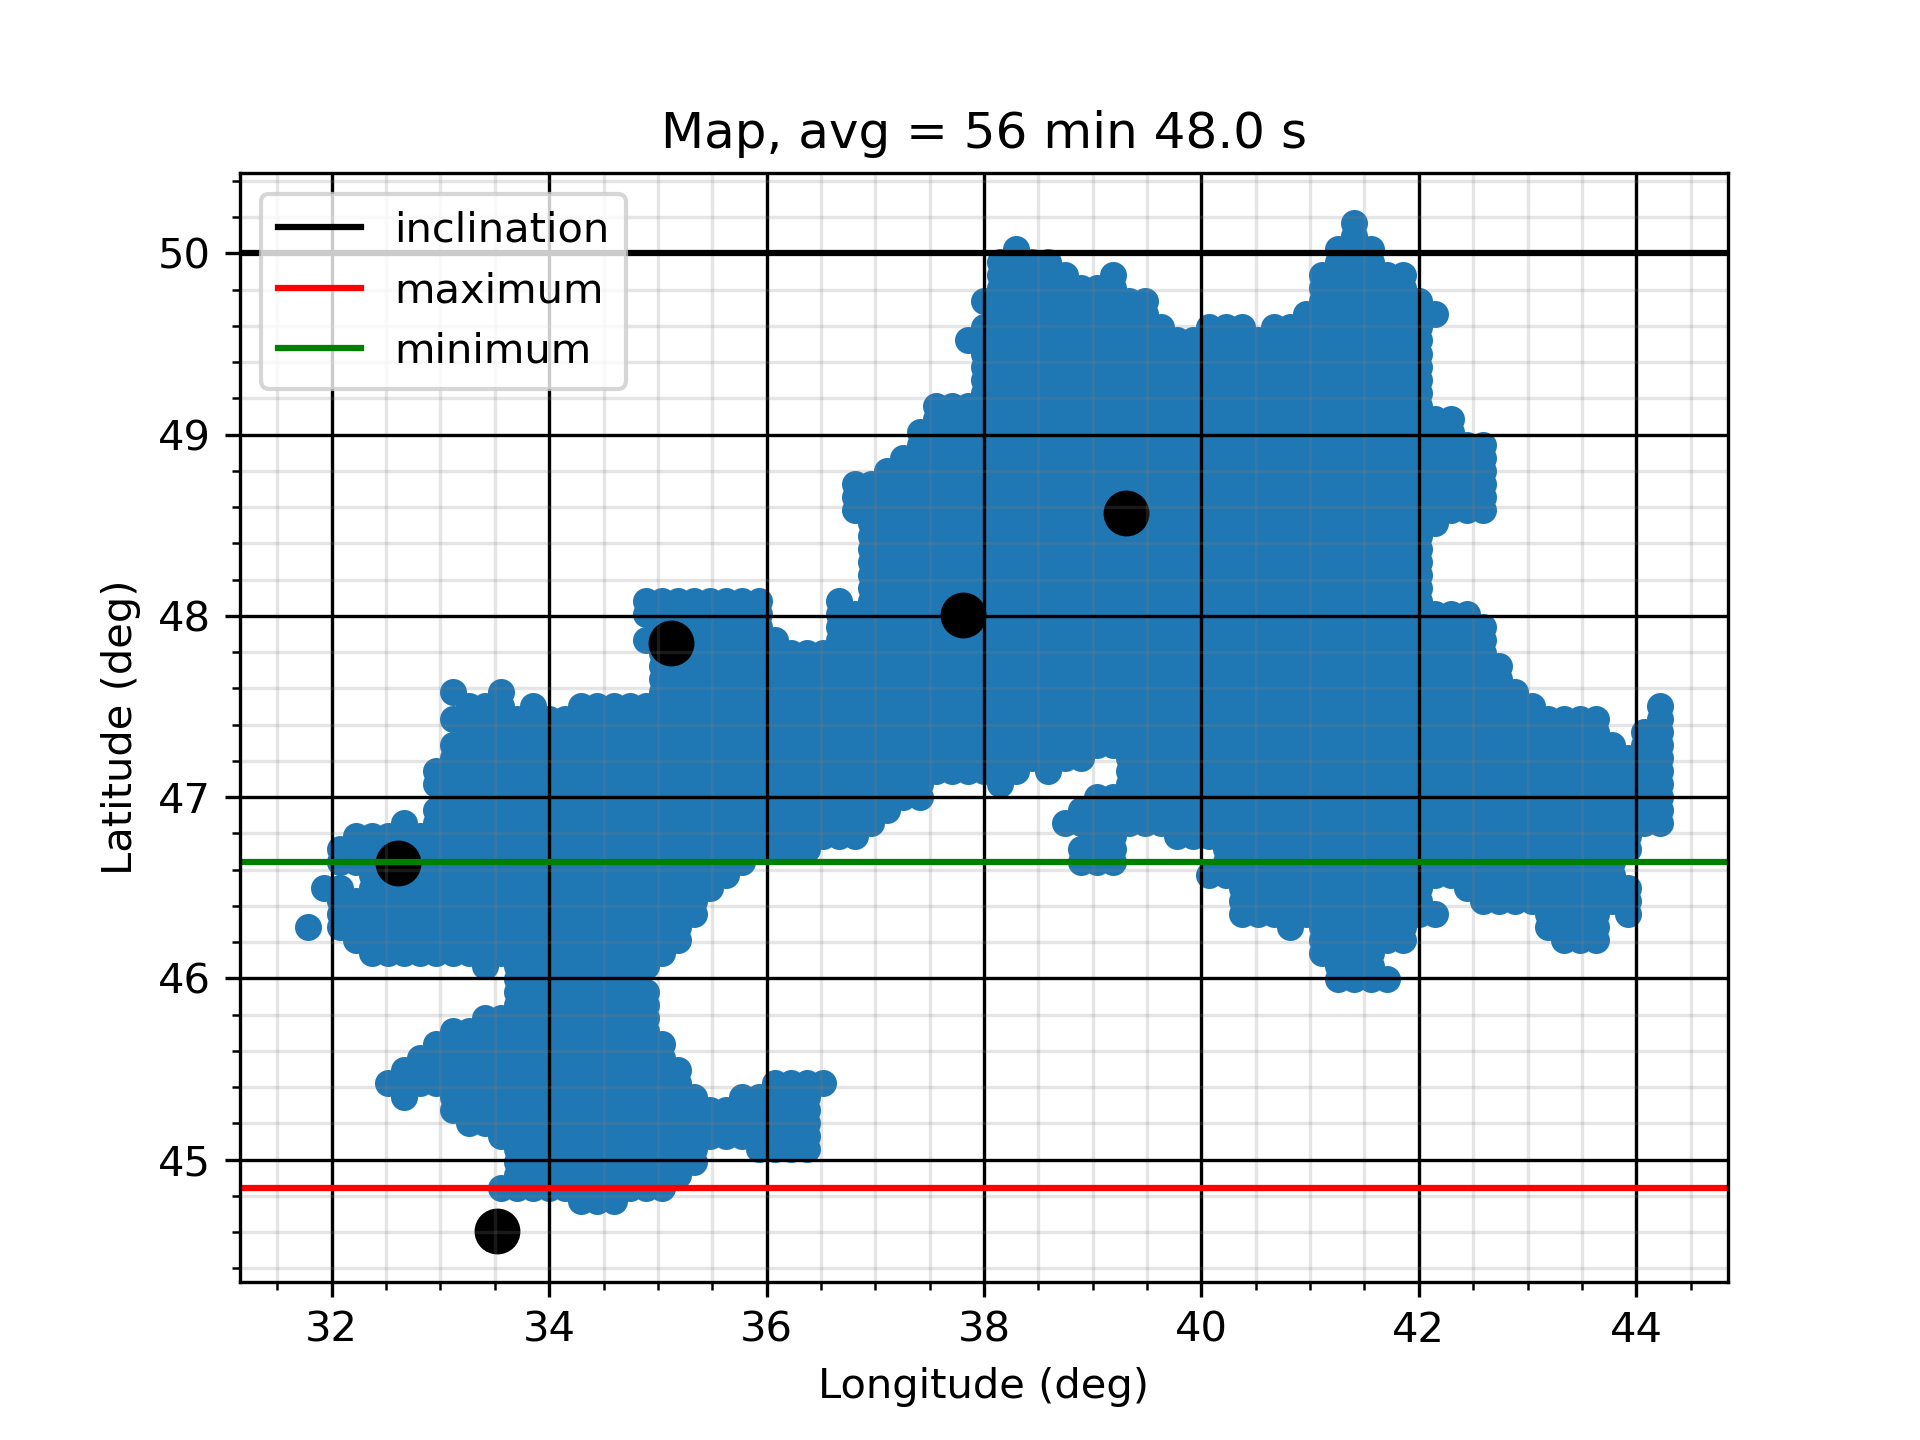 Map, avg = 56 min 48.0 s
inclination
maximum
minimum
50
49
48
47
46
45
Latitude (deg)
32 34 36 38 40 42 44
Longitude (deg)